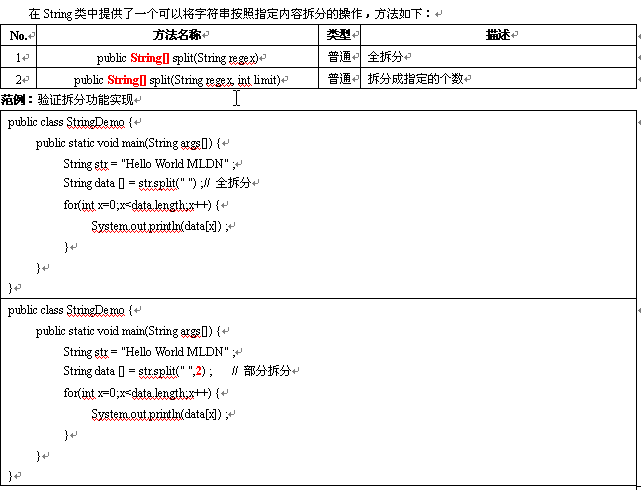 在 String 类中提供了一个可以将字符串按照指定内容拆分的操作，方法如下：
No. 方法名称 类型 描述
1 public String[] split(String regex) 普通 全拆分
2 public String[] split(String regex, int limit) 普通 拆分成指定的个数
范例：验证拆分功能实现
public class StringDemo {
public static void main(String args[]) {
String str = "Hello World MLDN" ;
String data [] = str.split(" ") ;// 全拆分
for(int x=0;x<data.length;x++) {
System.out.println(data[x]) ;
}
}
}
public class StringDemo {
public static void main(String args[]) {
String str = "Hello World MLDN" ;
String data [] = str.split(" ",2) ; // 部分拆分
for(int x=0;x<data.length;x++) {
System.out.println(data[x]) ;
}
}
}